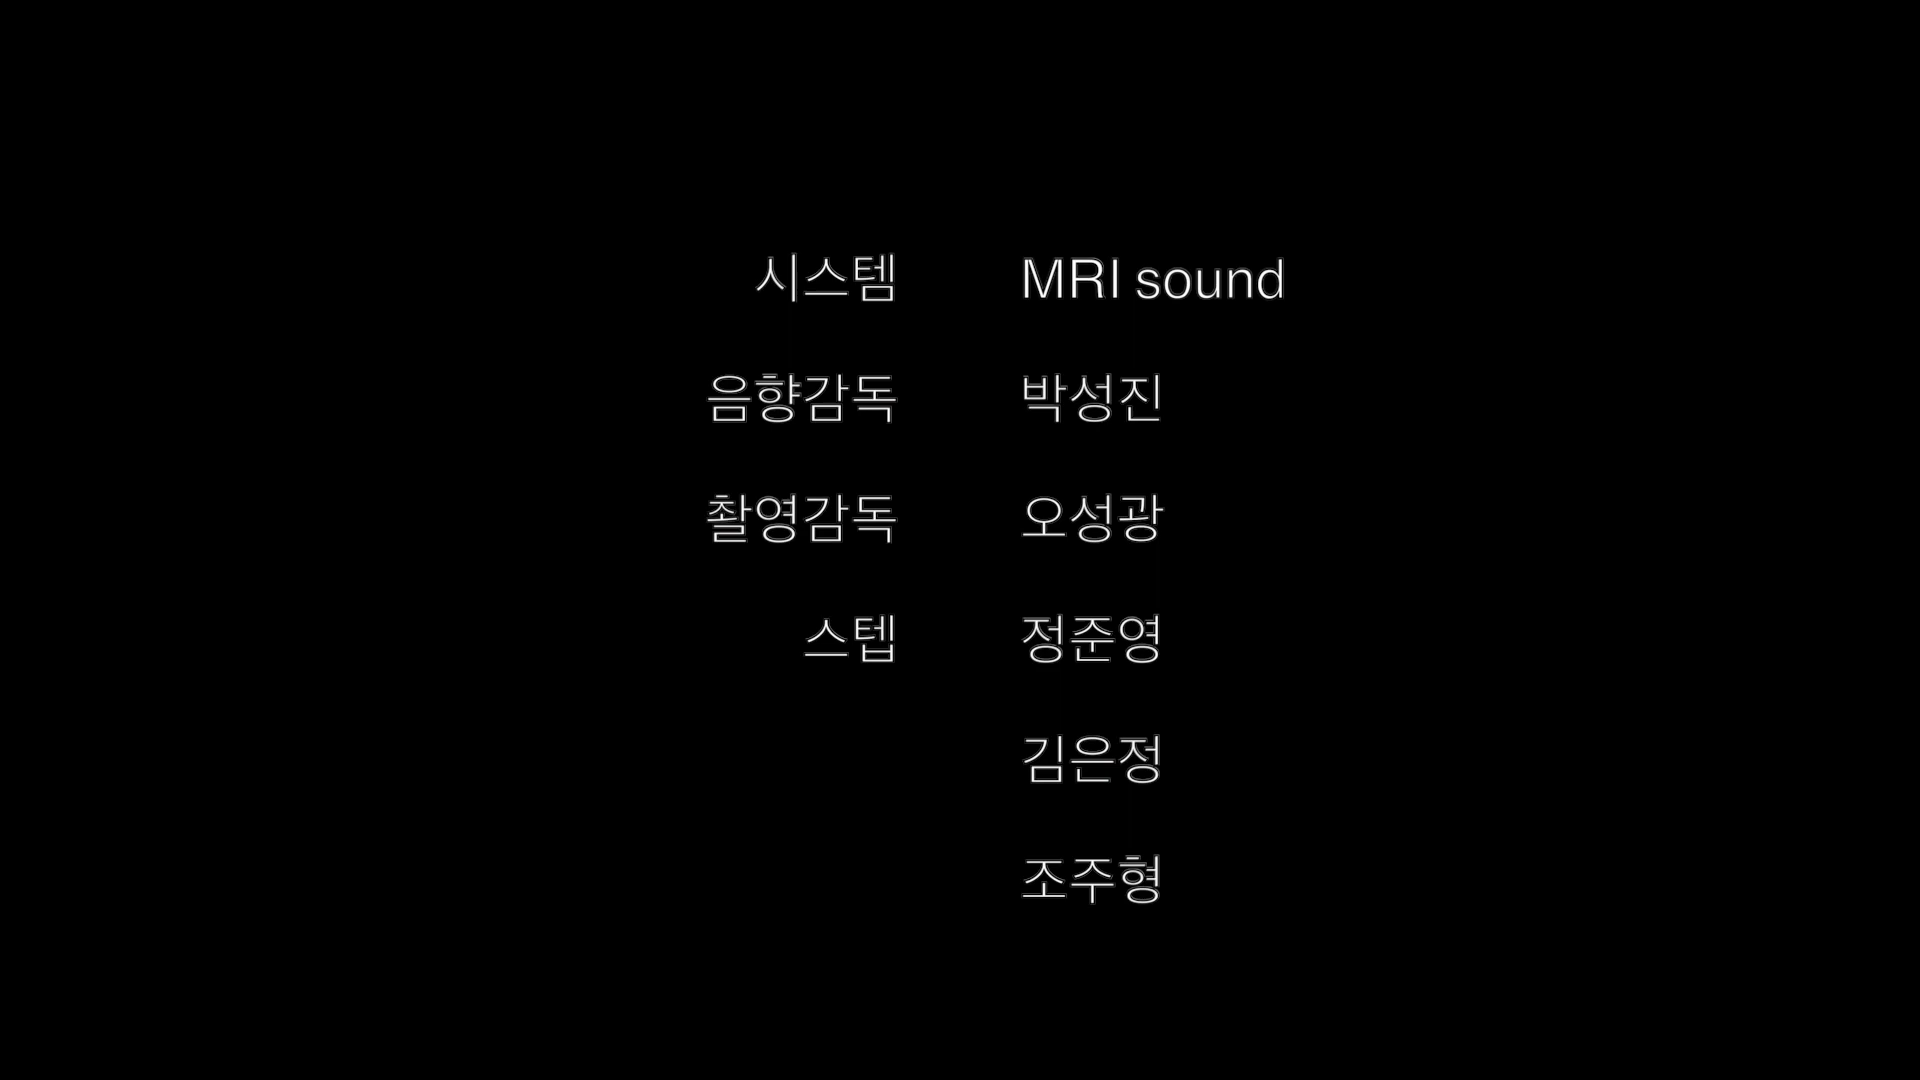 시스템 MRI sound
음향감독 박성진
촬영감독 오성광
스텝 정준영
김은정
조주형